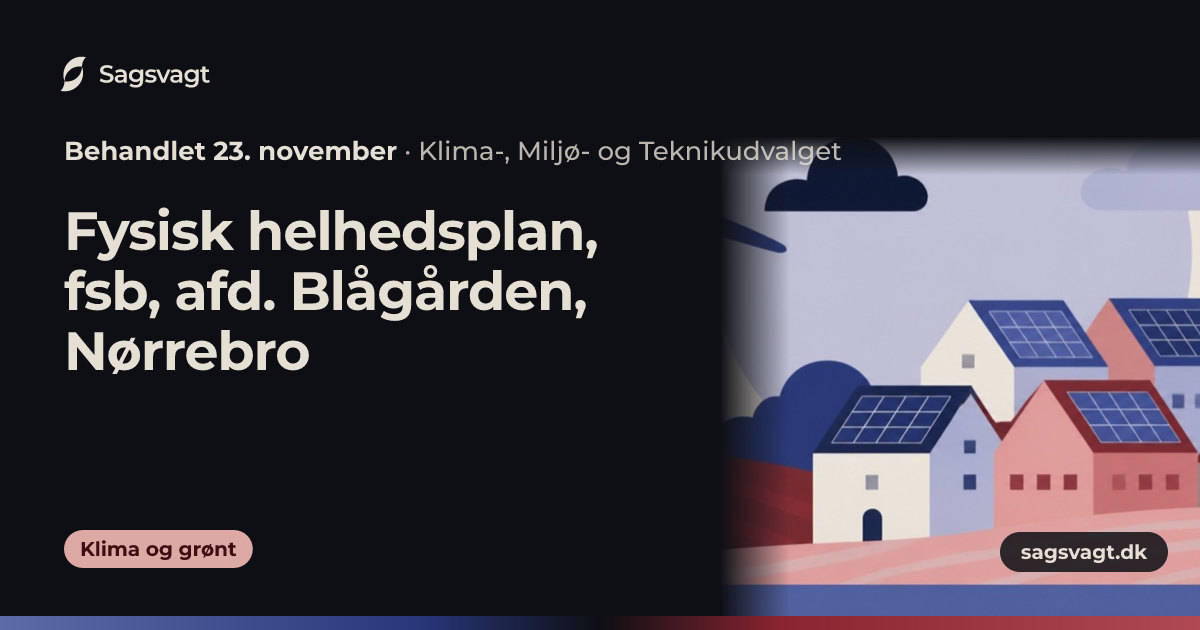 Sagsvagt
Behandlet 23. november · Klima-, Miljø- og Teknikudvalget
Fysisk helhedsplan,
fsb, afd. Blågården,
Nørrebro
Klima og grønt
sagsvagt.dk